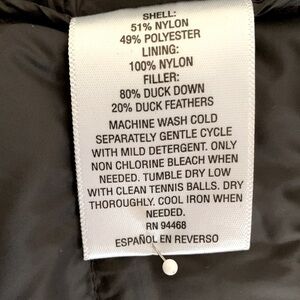 SHELL:
51% NYLON
49% POLYESTER
LINING:
100% NYLON
FILLER:
80% DUCK DOWN
20% DUCK FEATHERS
MACHINE WASH COLD
SEPARATELY GENTLE CYCLE
WITH MILD DETERGENT. ONLY
NON CHLORINE BLEACH WHEN
NEEDED. TUMBLE DRY LOW
WITH CLEAN TENNIS BALLS. DRY
THOROUGHLY. COOL IRON WHEN
NEEDED.
RN 94468
ESPAÑOL EN REVERSO